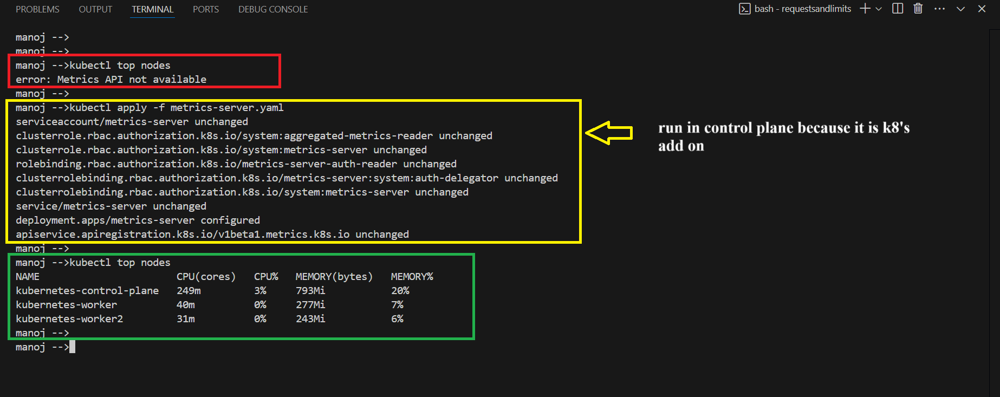 PROBLEMS OUTPUT TERMINAL PORTS DEBUG CONSOLE bash - requestsandlimits
manoj -->
manoj -->
manoj -->kubectl top nodes
error: Metrics API not available
manoj -->
manoj -->kubectl apply -f metrics-server.yaml
serviceaccount/metrics-server unchanged
clusterrole.rbac.authorization.k8s.io/system:aggregated-metrics-reader unchanged
clusterrole.rbac.authorization.k8s.io/system:metrics-server unchanged
rolebinding.rbac.authorization.k8s.io/metrics-server-auth-reader unchanged
clusterrolebinding.rbac.authorization.k8s.io/metrics-server:system:auth-delegator unchanged
clusterrolebinding.rbac.authorization.k8s.io/system:metrics-server unchanged
service/metrics-server unchanged
deployment.apps/metrics-server configured
apiservice.apiregistration.k8s.io/v1beta1.metrics.k8s.io unchanged
run in control plane because it is k8's
add on
manoj -->
manoj -->kubectl top nodes
NAME CPU(cores) CPU% MEMORY(bytes) MEMORY%
kubernetes-control-plane 249m 3% 793Mi 20%
kubernetes-worker 40m 0% 277Mi 7%
kubernetes-worker2 31m 0% 243Mi 6%
manoj -->
manoj -->